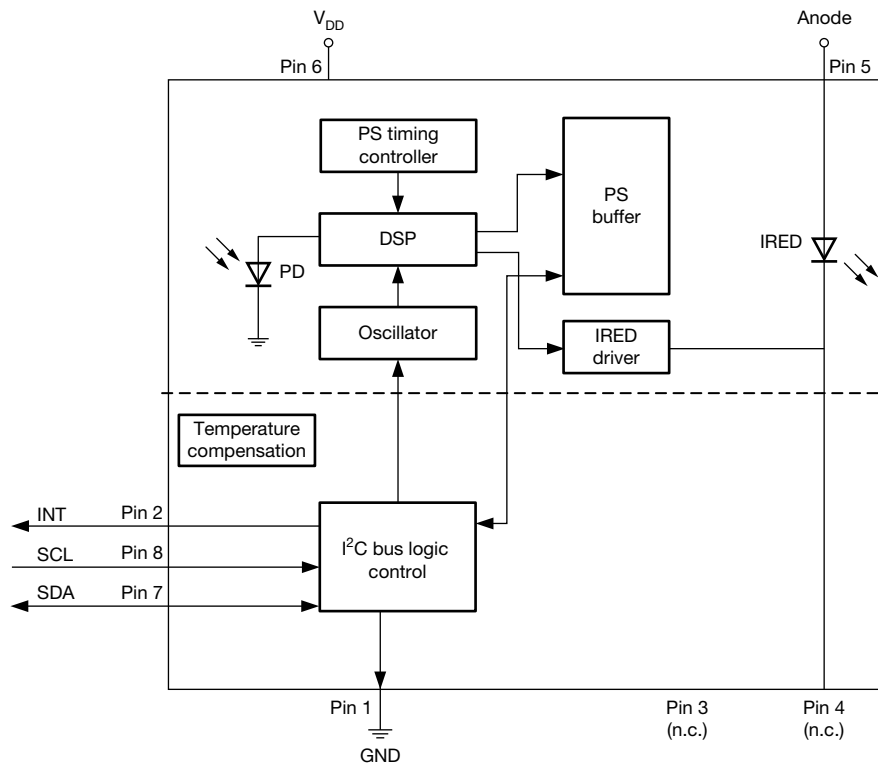 V_DD
Anode
Pin 6
Pin 5
PS timing
controller
PS
buffer
DSP
IRED
PD
Oscillator
IRED
driver
Temperature
compensation
INT
Pin 2
SCL
Pin 8
I²C bus logic
control
SDA
Pin 7
Pin 1
Pin 3
(n.c.)
Pin 4
(n.c.)
GND